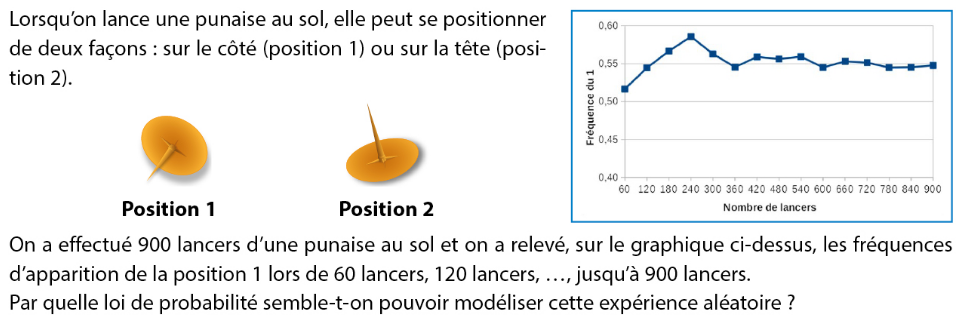 Lorsqu'on lance une punaise au sol, elle peut se positionner
de deux façons : sur le côté (position 1) ou sur la tête (posi-
tion 2).
Position 1
Position 2
Fréquence du 1
0,60
0,55
0,50
0,45
0,40
60 120 180 240 300 360 420 480 540 600 660 720 780 840 900
Nombre de lancers
On a effectué 900 lancers d'une punaise au sol et on a relevé, sur le graphique ci-dessus, les fréquences
d'apparition de la position 1 lors de 60 lancers, 120 lancers, …, jusqu'à 900 lancers.
Par quelle loi de probabilité semble-t-on pouvoir modéliser cette expérience aléatoire ?